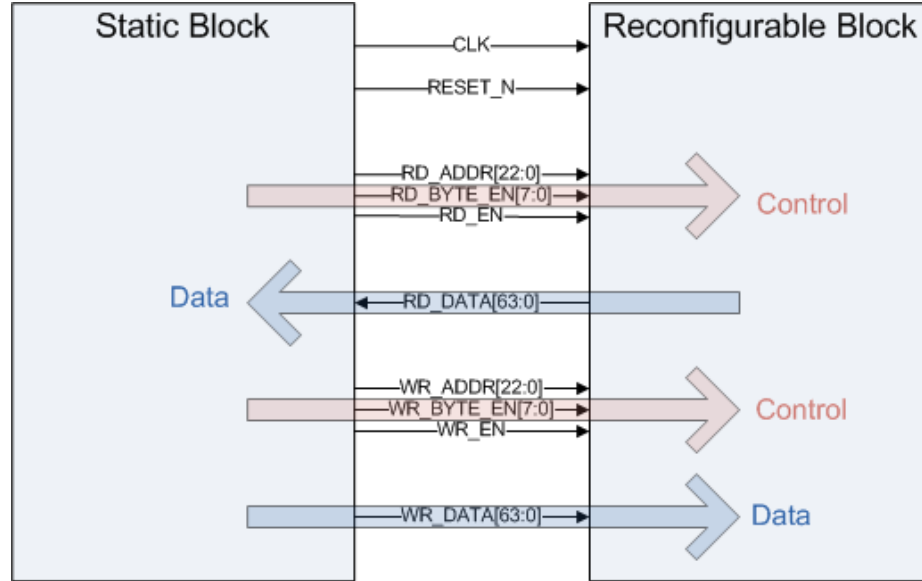 Static Block
Reconfigurable Block
CLK
RESET_N
RD_ADDR[22:0]
RD_BYTE_EN[7:0]
RD_EN
Control
Data
RD_DATA[63:0]
WR_ADDR[22:0]
WR_BYTE_EN[7:0]
WR_EN
Control
WR_DATA[63:0]
Data